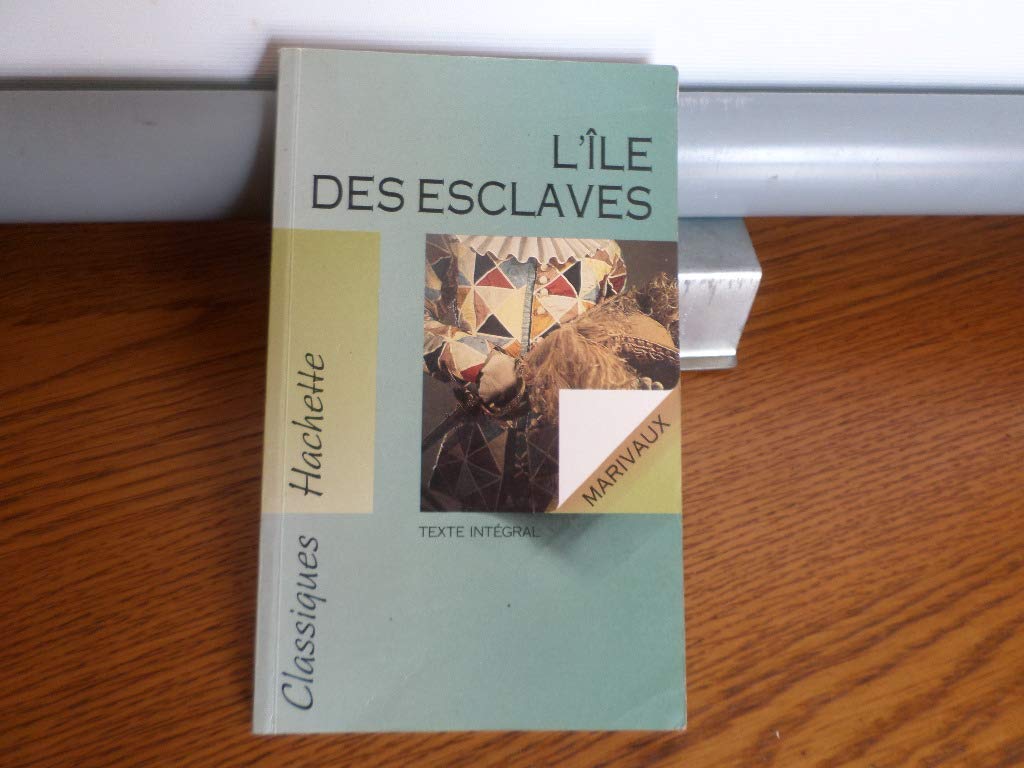 L'ÎLE
DES ESCLAVES
MARIVAUX
TEXTE INTÉGRAL
Classiques Hachette